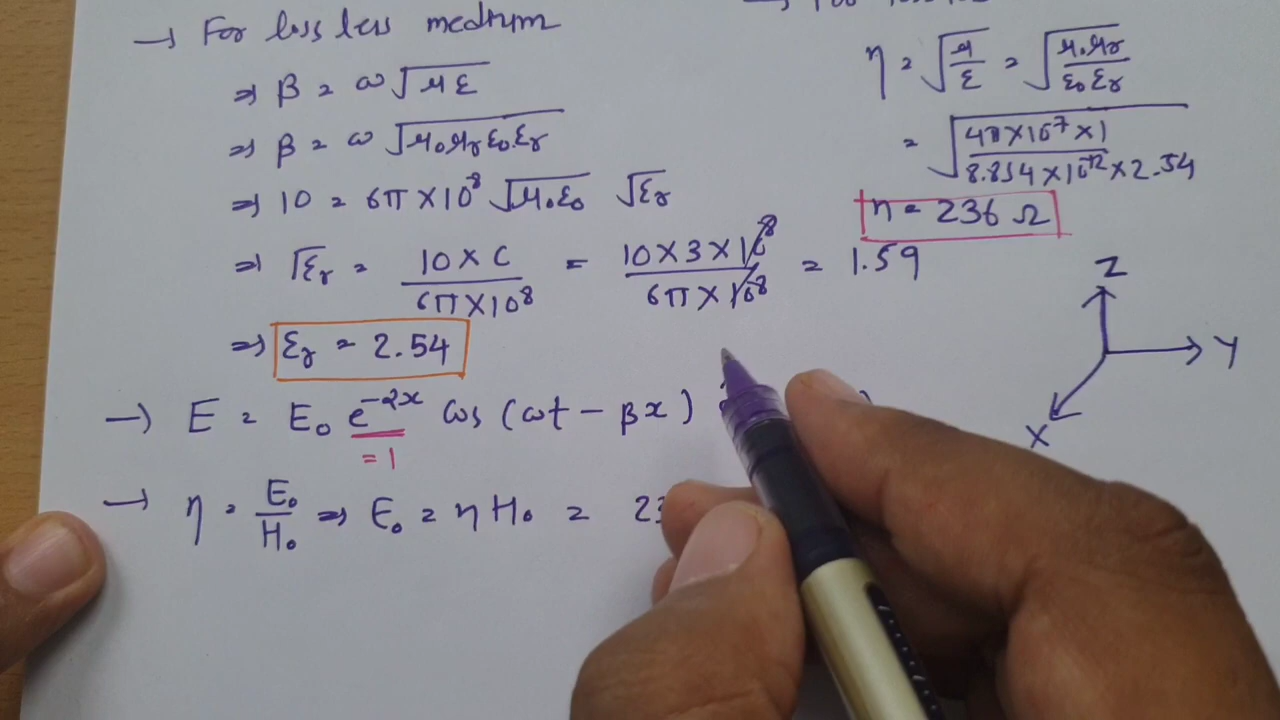 → For loss less medium
⇒ β = ω√με
⇒ β = ω √μ₀μᵣε₀εᵣ
⇒ 10 = 6π×10⁸ √μ₀ε₀ √εᵣ
⇒ √εᵣ = 10×C / 6π×10⁸ = 10×3×10⁸ / 6π×10⁸ = 1.59
⇒ εᵣ = 2.54
→ E = E₀ e^-αx cos(ωt - βx)
= 1
→ η = E₀/H₀ ⇒ E₀ = η H₀ =
η = √μ/ε = √μ₀μᵣ/ε₀εᵣ
= √4π×10⁻⁷×1 / 8.854×10⁻¹²×2.54
η = 236 Ω
Z
Y
X